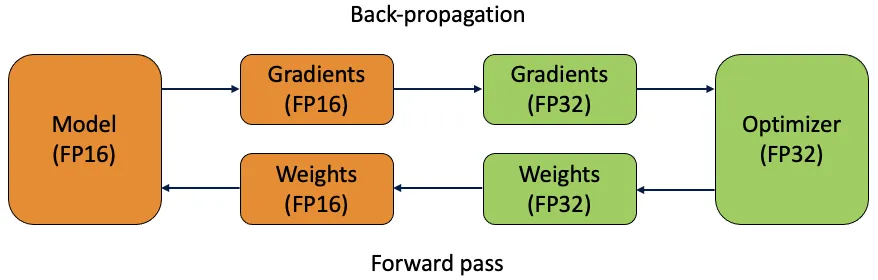 Back-propagation
Model
(FP16)
Gradients
(FP16)
Gradients
(FP32)
Optimizer
(FP32)
Weights
(FP16)
Weights
(FP32)
Forward pass